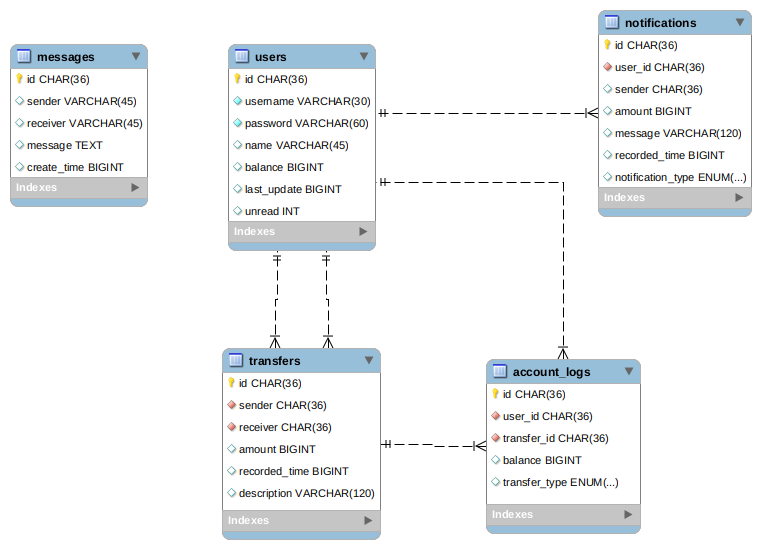 messages
id CHAR(36)
sender VARCHAR(45)
receiver VARCHAR(45)
message TEXT
create_time BIGINT
Indexes
users
id CHAR(36)
username VARCHAR(30)
password VARCHAR(60)
name VARCHAR(45)
balance BIGINT
last_update BIGINT
unread INT
Indexes
notifications
id CHAR(36)
user_id CHAR(36)
sender CHAR(36)
amount BIGINT
message VARCHAR(120)
recorded_time BIGINT
notification_type ENUM(...)
Indexes
transfers
id CHAR(36)
sender CHAR(36)
receiver CHAR(36)
amount BIGINT
recorded_time BIGINT
description VARCHAR(120)
Indexes
account_logs
id CHAR(36)
user_id CHAR(36)
transfer_id CHAR(36)
balance BIGINT
transfer_type ENUM(...)
Indexes